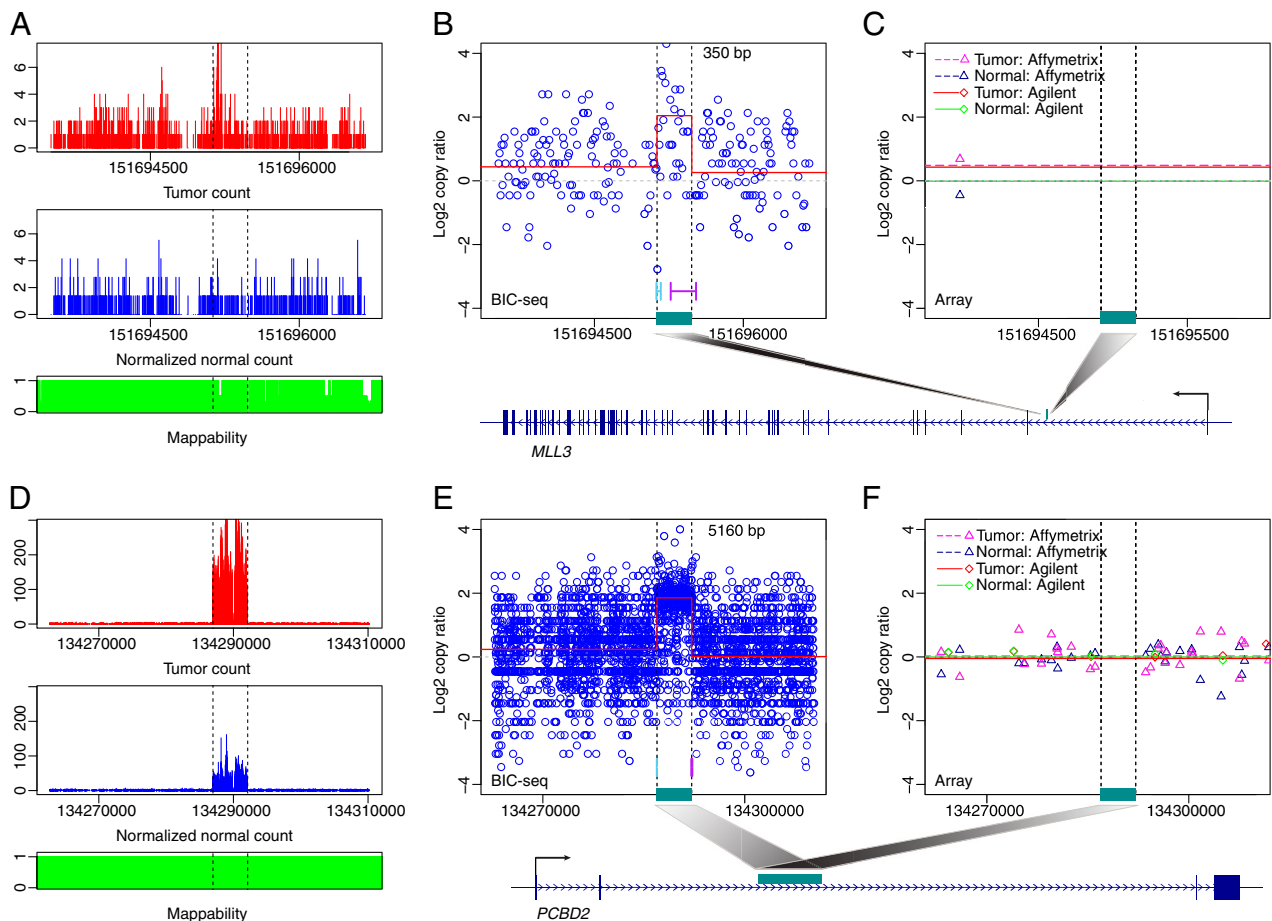 A
6
4
2
0
151694500
151696000
Tumor count
6
4
2
0
151694500
151696000
Normalized normal count
1
0
Mappability
B
350 bp
4
2
0
-2
-4
Log2 copy ratio
BIC-seq
151694500
151696000
C
4
2
0
-2
-4
Log2 copy ratio
Tumor: Affymetrix
Normal: Affymetrix
Tumor: Agilent
Normal: Agilent
Array
151694500
151695500
MLL3
D
200
100
0
134270000
134290000
134310000
Tumor count
200
100
0
134270000
134290000
134310000
Normalized normal count
1
0
Mappability
E
5160 bp
4
2
0
-2
-4
Log2 copy ratio
BIC-seq
134270000
134300000
F
4
2
0
-2
-4
Log2 copy ratio
Tumor: Affymetrix
Normal: Affymetrix
Tumor: Agilent
Normal: Agilent
Array
134270000
134300000
PCBD2